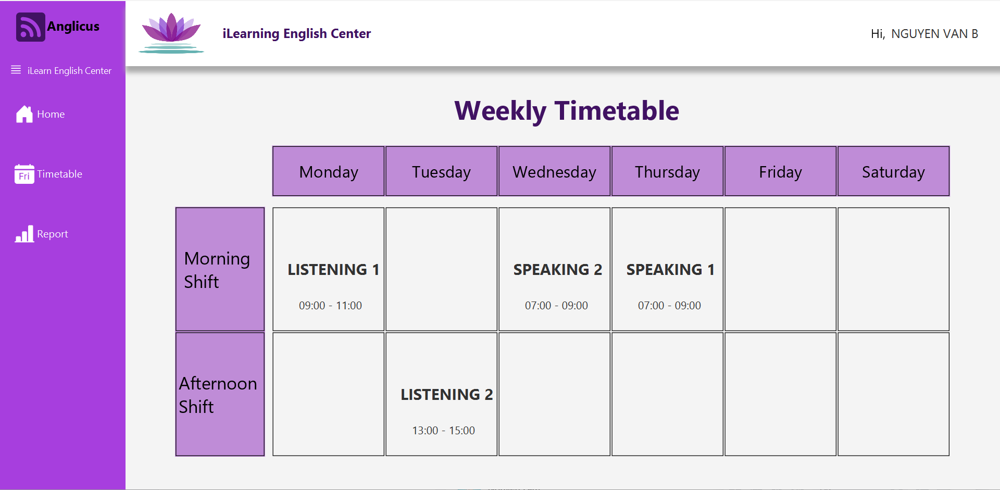 Anglicus
iLearning English Center
Hi, NGUYEN VAN B
iLearn English Center
Home
Fri
Timetable
Report
Weekly Timetable
Monday
Tuesday
Wednesday
Thursday
Friday
Saturday
Morning
Shift
LISTENING 1
09:00 - 11:00
SPEAKING 2
07:00 - 09:00
SPEAKING 1
07:00 - 09:00
Afternoon
Shift
LISTENING 2
13:00 - 15:00